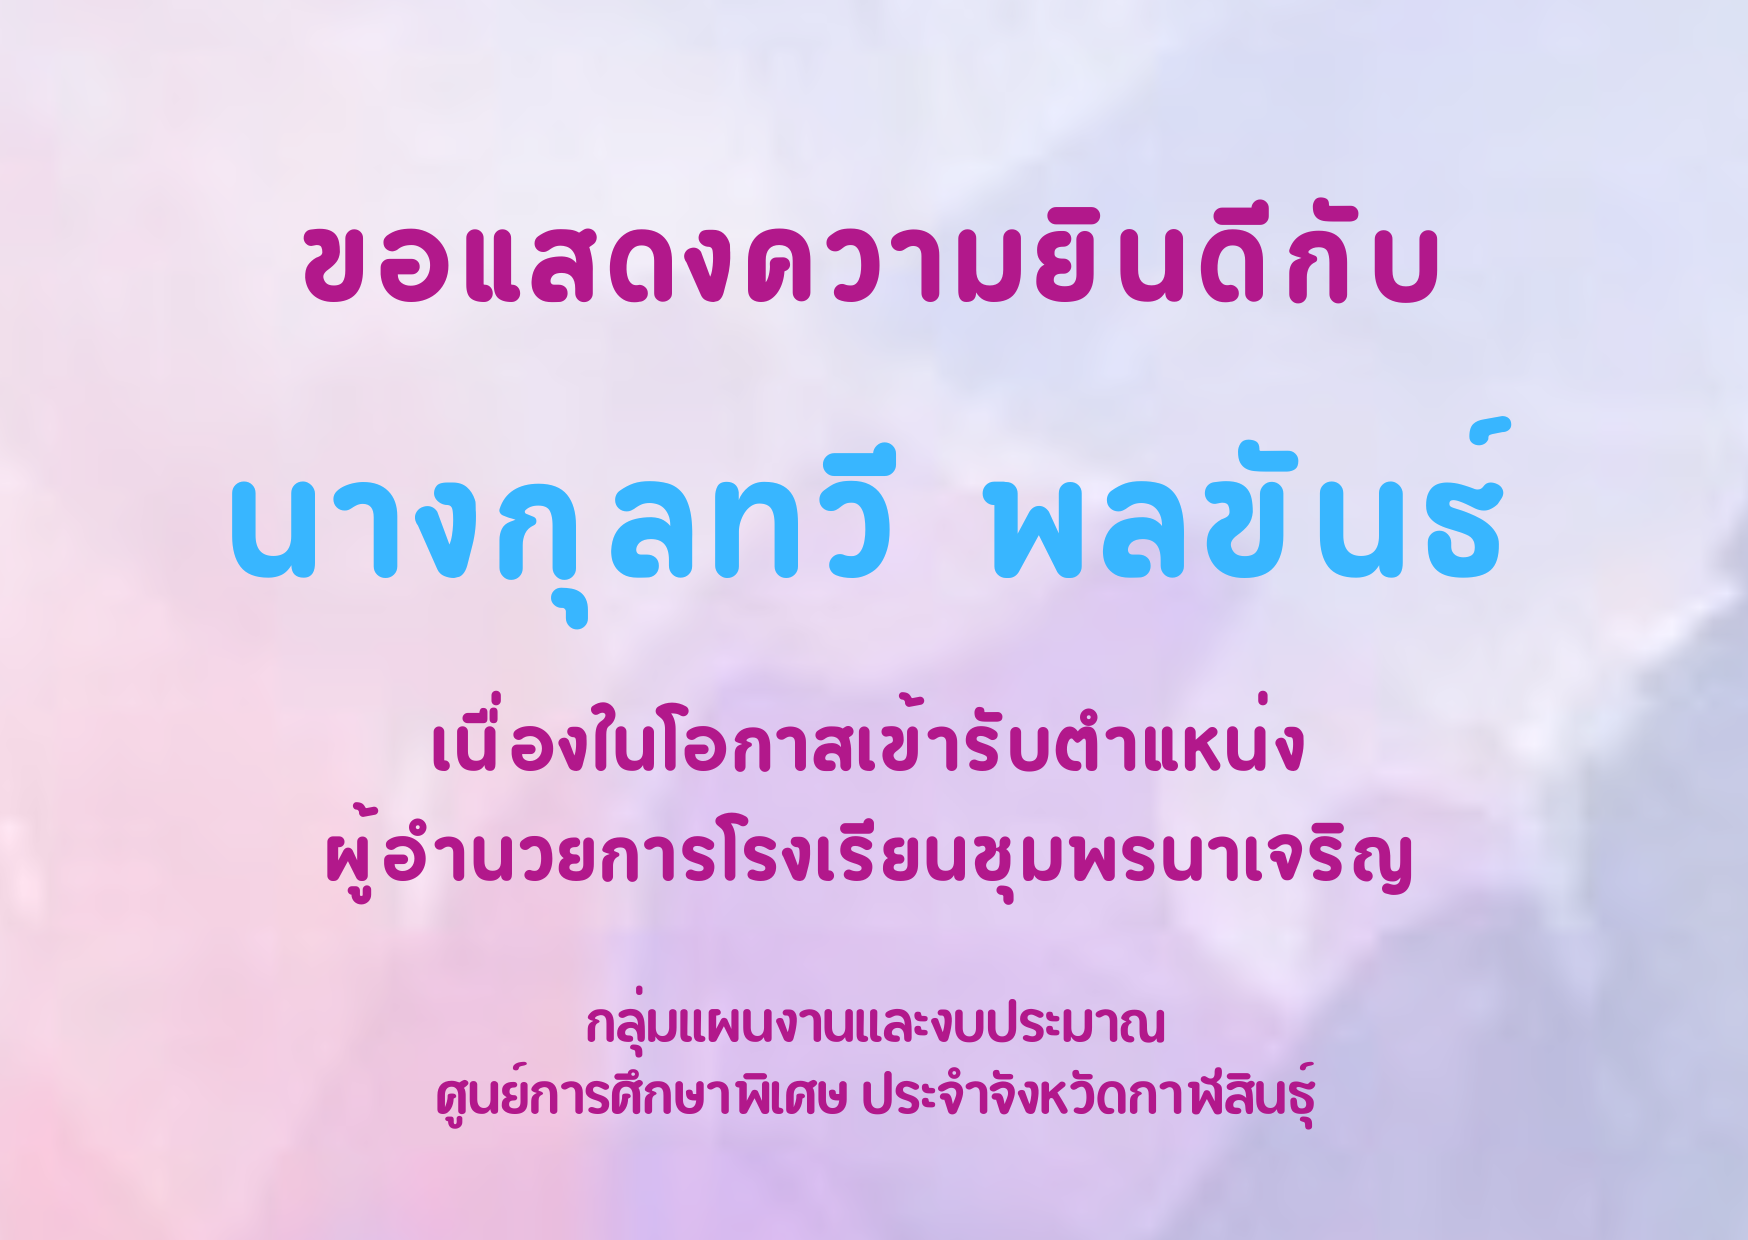 ขอแสดงความยินดีกับ
นางกุลทวี พลขันธ์
เนื่องในโอกาสเข้ารับตำแหน่ง
ผู้อำนวยการโรงเรียนชุมพรนาเจริญ
กลุ่มแผนงานและงบประมาณ
ศูนย์การศึกษาพิเศษ ประจำจังหวัดกาฬสินธุ์